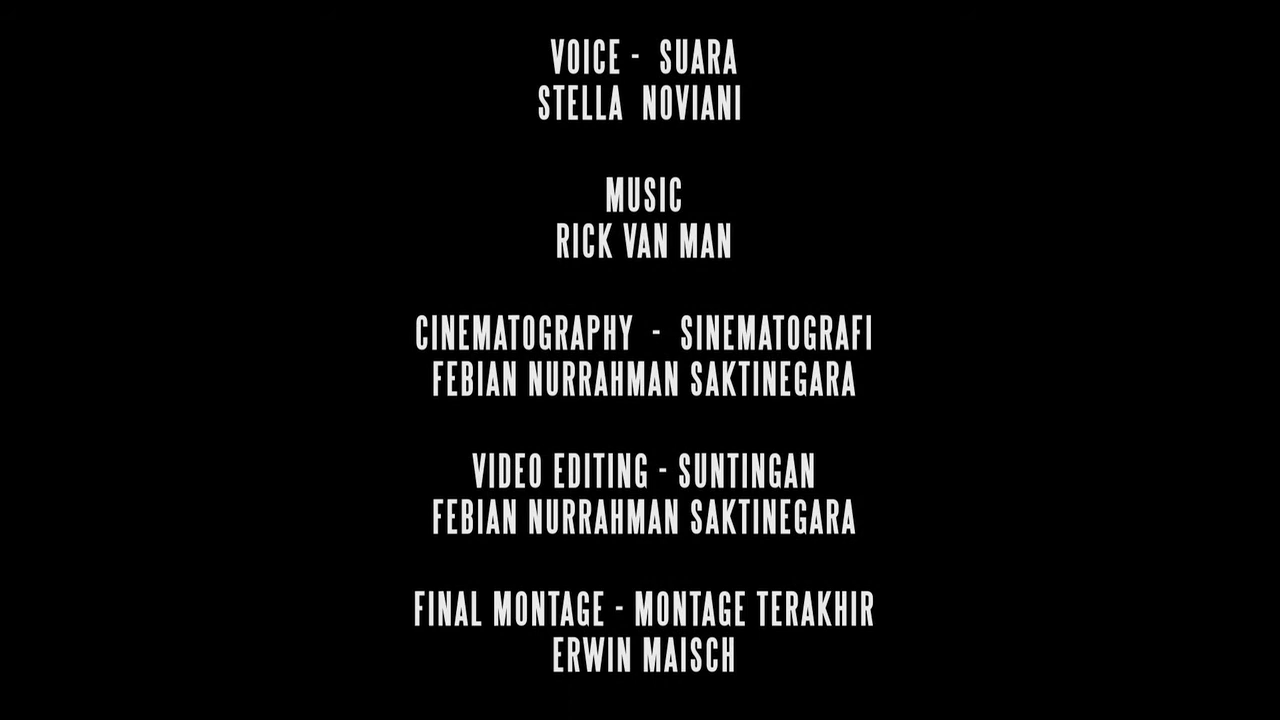 VOICE - SUARA
STELLA NOVIANI
MUSIC
RICK VAN MAN
CINEMATOGRAPHY - SINEMATOGRAFI
FEBIAN NURRAHMAN SAKTINEGARA
VIDEO EDITING - SUNTINGAN
FEBIAN NURRAHMAN SAKTINEGARA
FINAL MONTAGE - MONTAGE TERAKHIR
ERWIN MAISCH